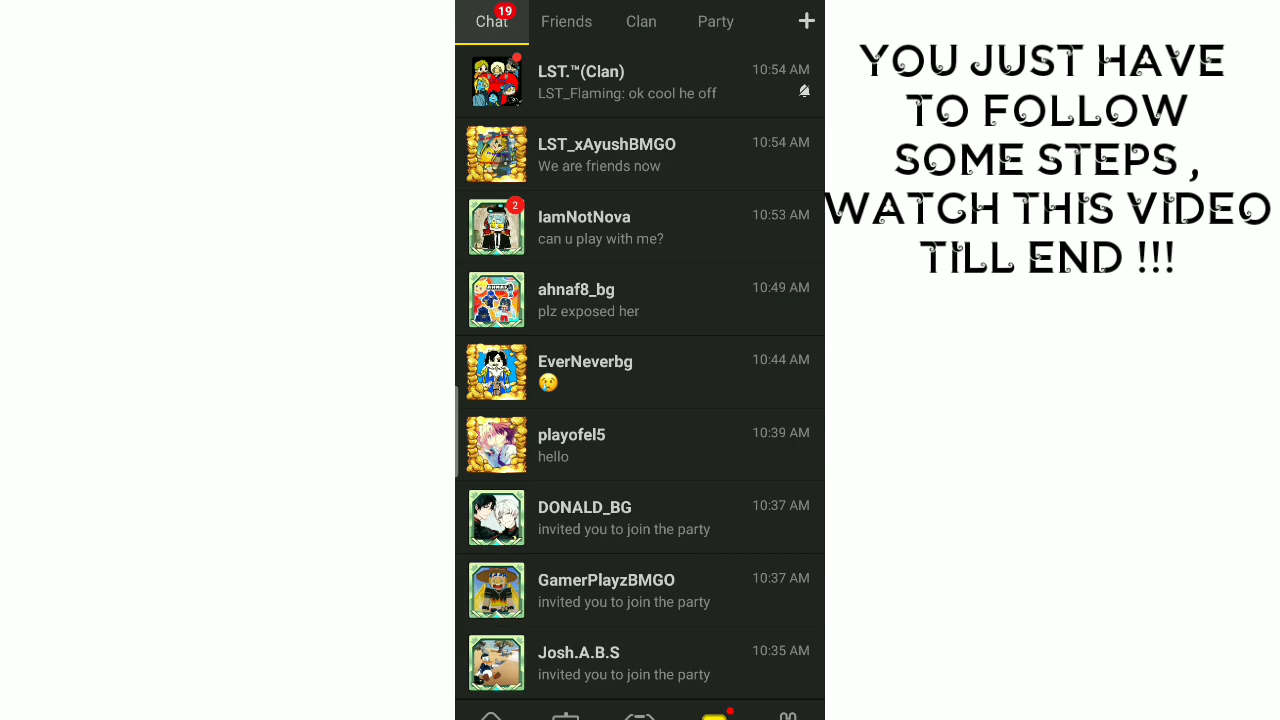 Chat
19
Friends
Clan
Party
LST.™(Clan)
10:54 AM
LST_Flaming: ok cool he off
LST_xAyushBMGO
10:54 AM
We are friends now
2
IamNotNova
10:53 AM
can u play with me?
ahnaf8_bg
10:49 AM
plz exposed her
EverNeverbg
10:44 AM
😢
playofel5
10:39 AM
hello
DONALD_BG
10:37 AM
invited you to join the party
GamerPlayzBMGO
10:37 AM
invited you to join the party
Josh.A.B.S
10:35 AM
invited you to join the party
YOU JUST HAVE
TO FOLLOW
SOME STEPS ,
WATCH THIS VIDEO
TILL END !!!